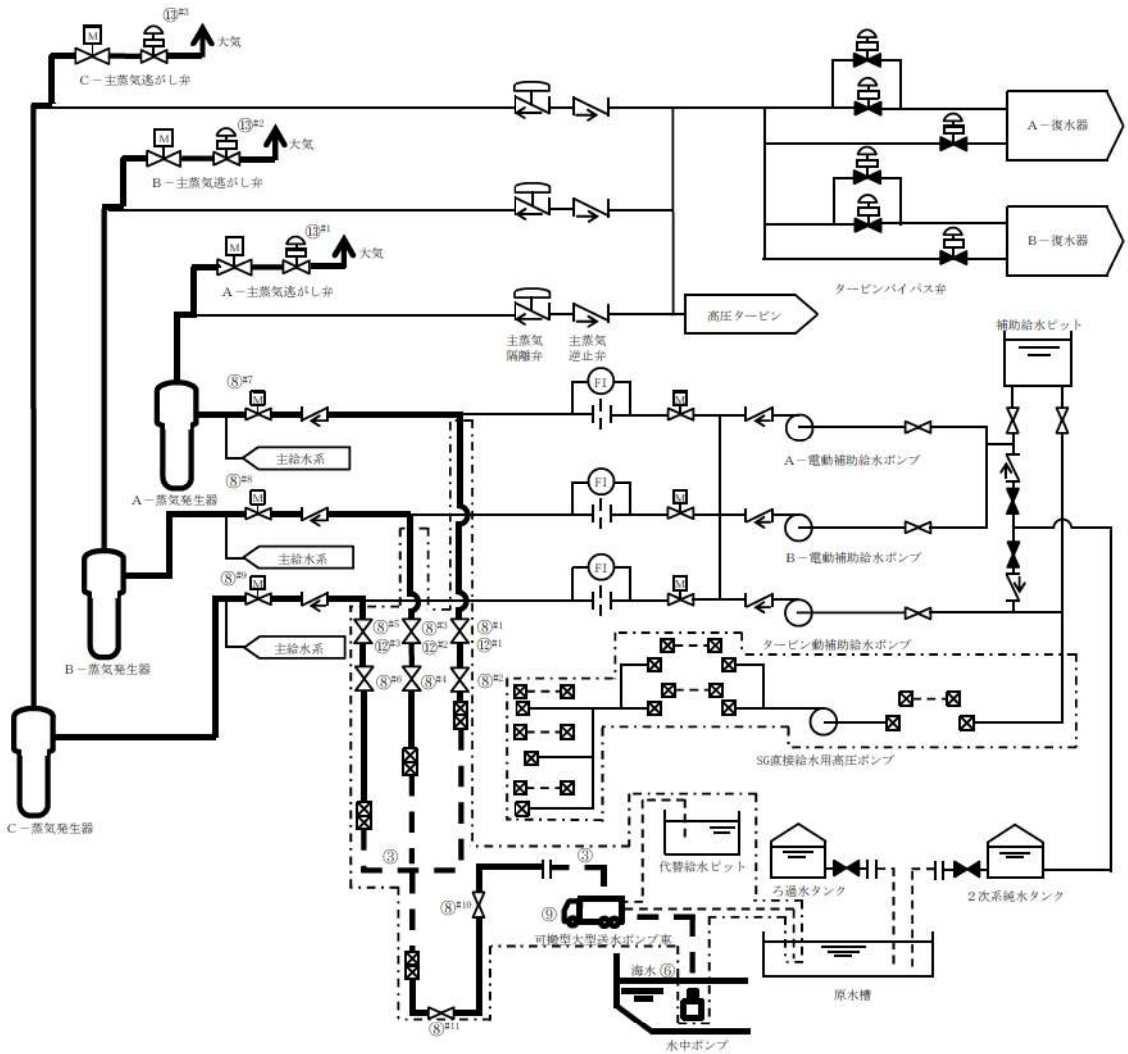 ⑬#3
M
大気
C－主蒸気逃がし弁
⑬#2
M
大気
B－主蒸気逃がし弁
A－復水器
⑬#1
M
大気
A－主蒸気逃がし弁
B－復水器
タービンバイパス弁
高圧タービン
補助給水ピット
主蒸気
隔離弁
主蒸気
逆止弁
⑧#7
M
FI
M
主給水系
A－電動補助給水ポンプ
A－蒸気発生器
⑧#8
M
FI
M
主給水系
B－電動補助給水ポンプ
⑧#9
M
FI
M
主給水系
タービン動補助給水ポンプ
B－蒸気発生器
⑧#5
⑧#3
⑧#1
⑫#3
⑫#2
⑫#1
⑧#6
⑧#4
⑧#2
SG直接給水用高圧ポンプ
C－蒸気発生器
③
③
代替給水ピット
ろ過水タンク
2次系純水タンク
⑧#10
⑨
可搬型大型送水ポンプ車
海水⑥
原水槽
⑧#11
水中ポンプ